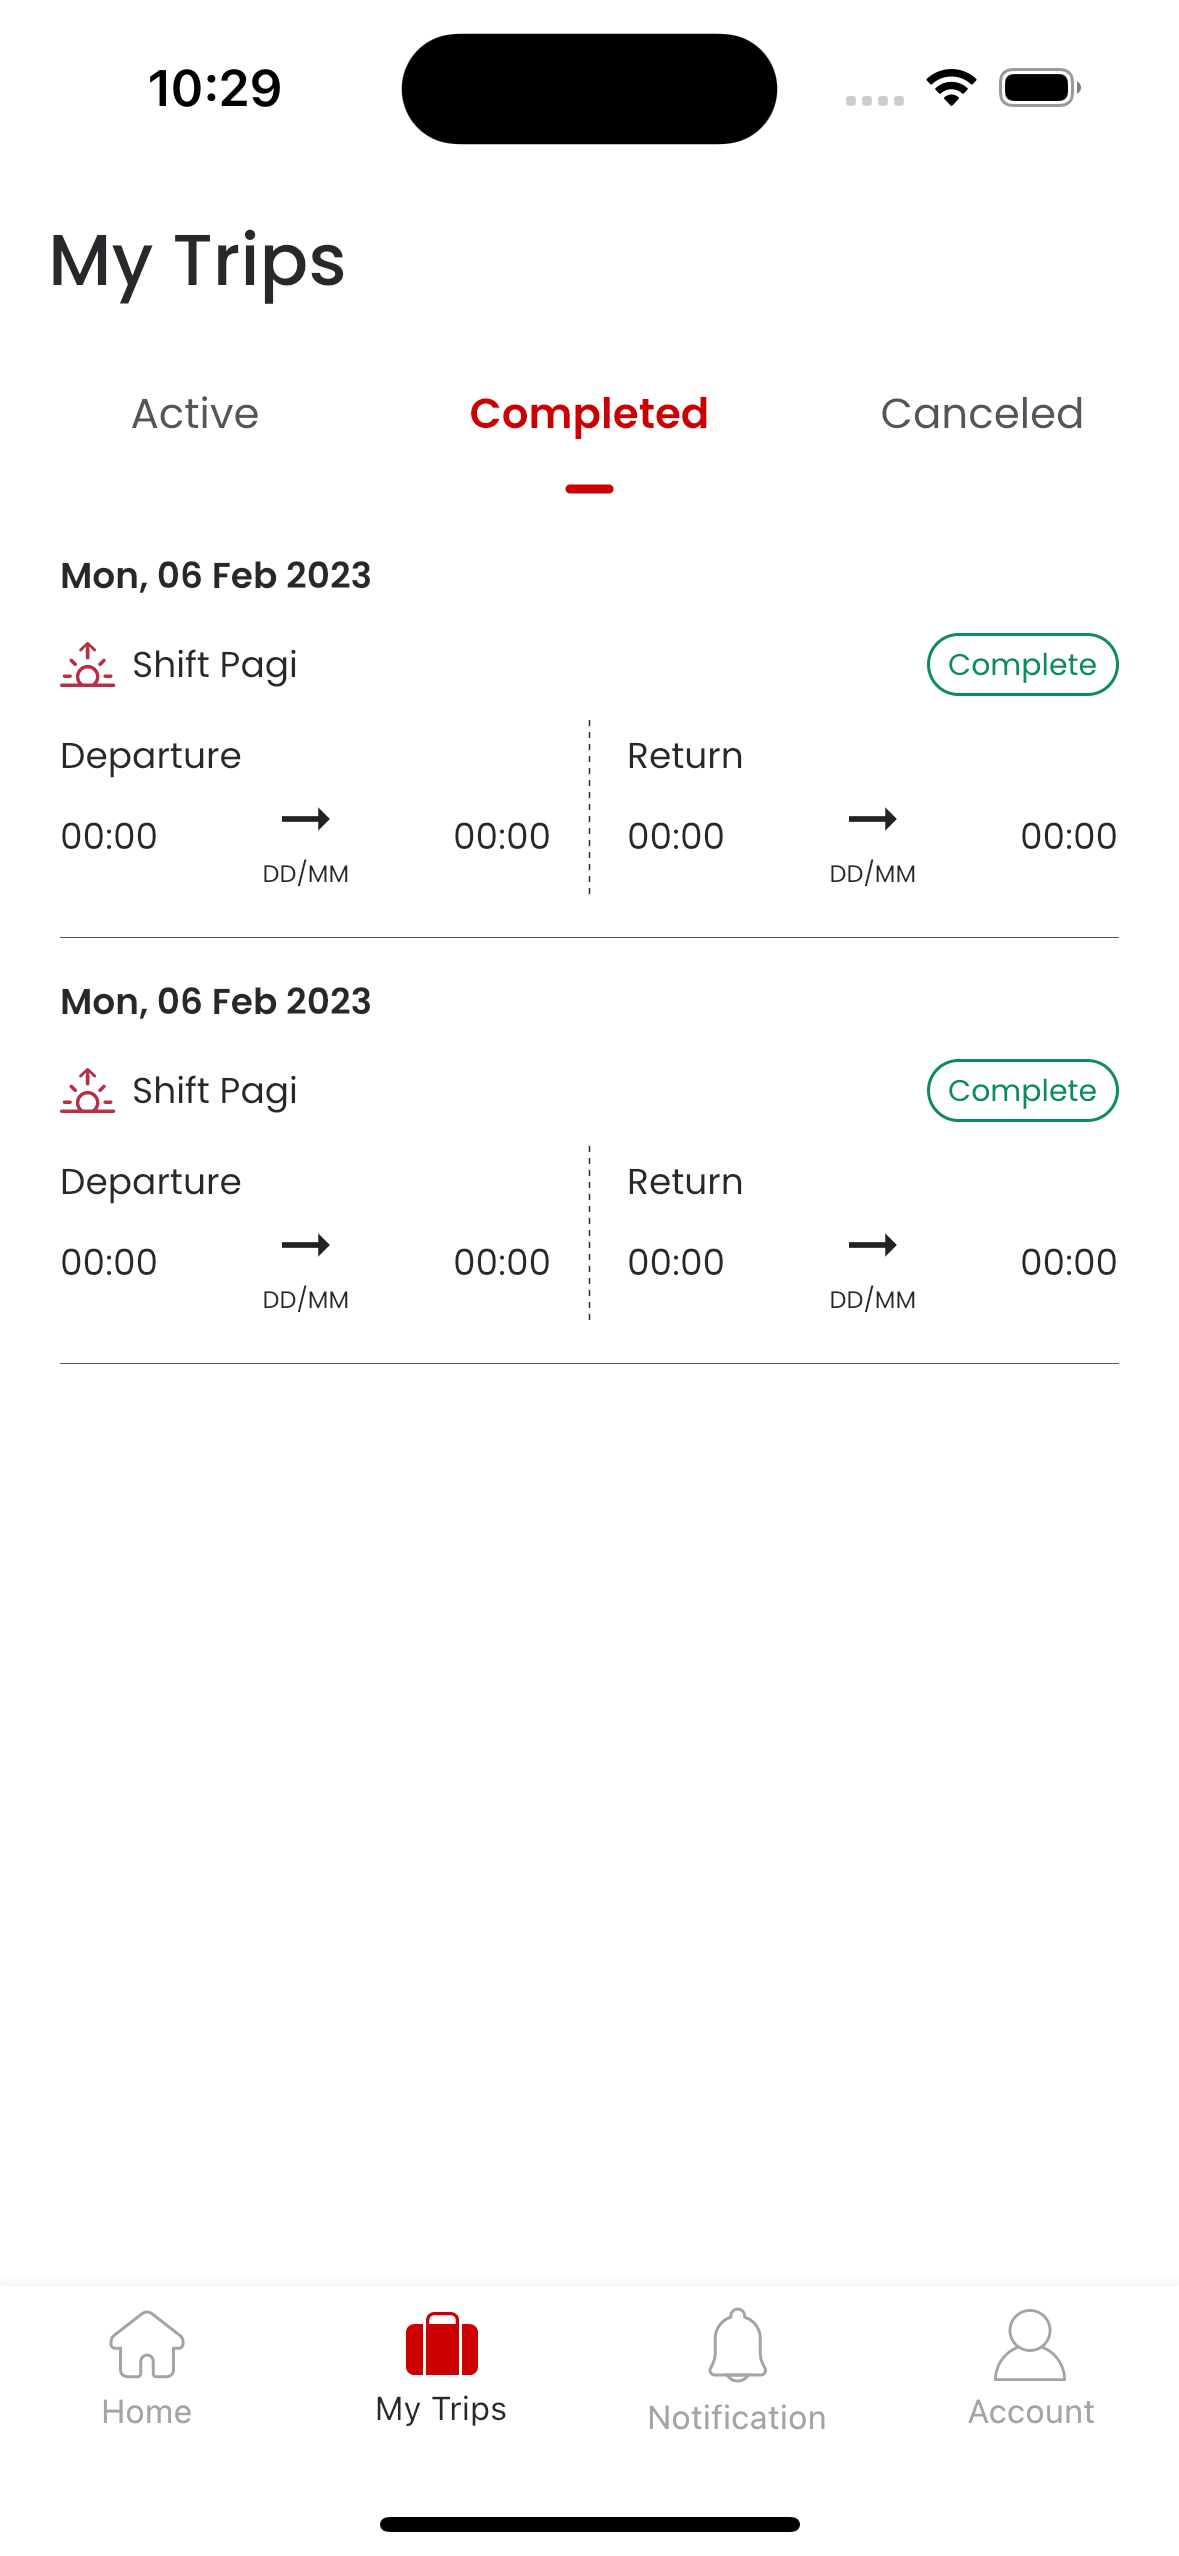 10:29
My Trips
Active Completed Canceled
Mon, 06 Feb 2023
Shift Pagi Complete
Departure Return
00:00 00:00 00:00 00:00
DD/MM DD/MM
Mon, 06 Feb 2023
Shift Pagi Complete
Departure Return
00:00 00:00 00:00 00:00
DD/MM DD/MM
Home My Trips Notification Account